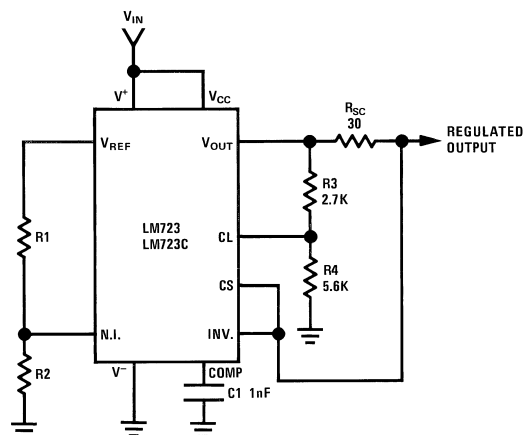 VIN
V+
VCC
VREF
VOUT
RSC
30
REGULATED
OUTPUT
R3
2.7K
LM723
LM723C
R1
CL
R4
5.6K
CS
N.I.
INV.
R2
V−
COMP
C1 1nF